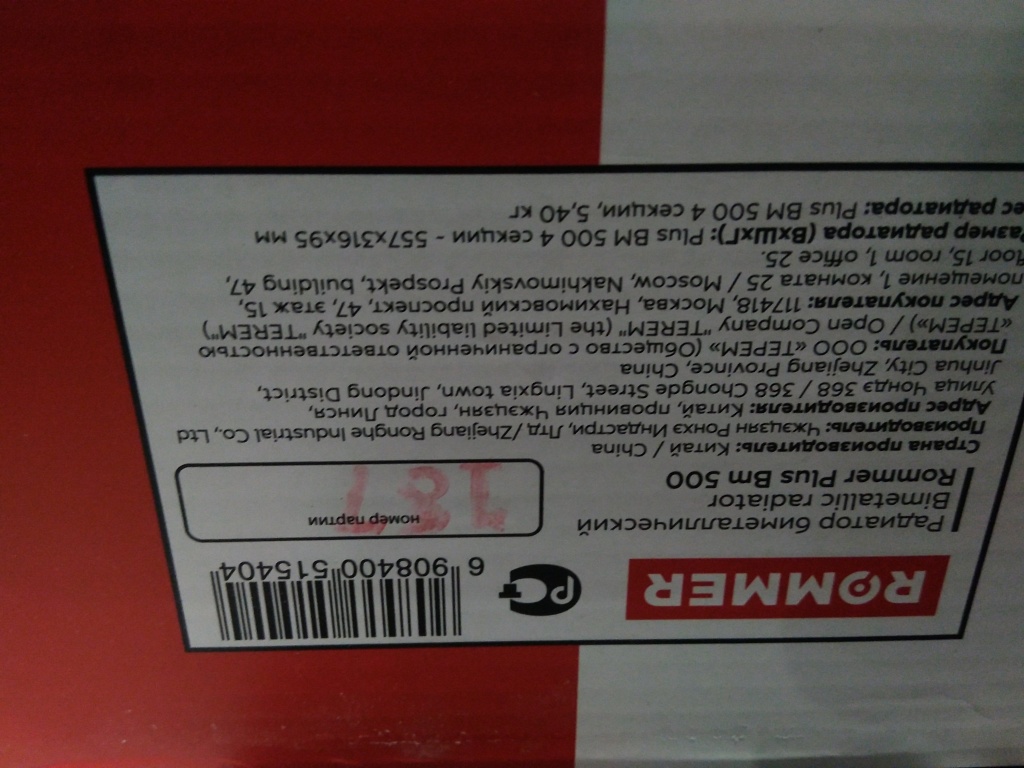 ROMMER
РСТ
6 908400 515404
Радиатор биметаллический
Bimetallic radiator
Rommer Plus Bm 500
номер партии
187
Страна производитель: Китай / China
Производитель: Чжэцзян Ронхэ Индастри, Лтд /Zhejiang Ronghe Industrial Co., Ltd
Адрес производителя: Китай, провинция Чжэцзян, город Линся,
Улица Чондэ 368 / 368 Chongde Street, Lingxia town, Jindong District,
Jinhua City, Zhejiang Province, China
Покупатель: ООО «ТЕРЕМ» (Общество с ограниченной ответственностью
«ТЕРЕМ») / Open Company "TEREM" (the Limited liability society "TEREM")
Адрес покупателя: 117418, Москва, Нахимовский проспект, 47, этаж 15,
помещение 1, комната 25 / Moscow, Nakhimovskiy Prospekt, building 47,
floor 15, room 1, office 25.
Размер радиатора (ВхШхГ): Plus BM 500 4 секции - 557x316x95 мм
ес радиатора: Plus BM 500 4 секции, 5,40 кг